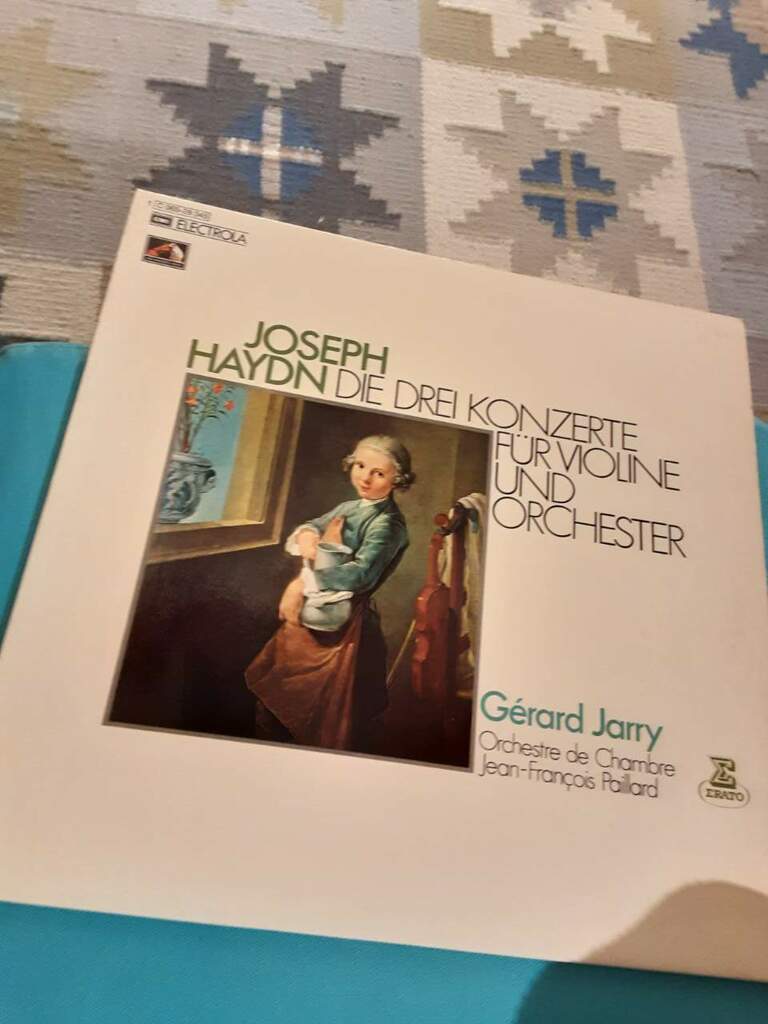 EMI ELECTROLA
JOSEPH
HAYDN DIE DREI KONZERTE
FÜR VIOLINE
UND
ORCHESTER
Gérard Jarry
Orchestre de Chambre
Jean-François Paillard
ERATO